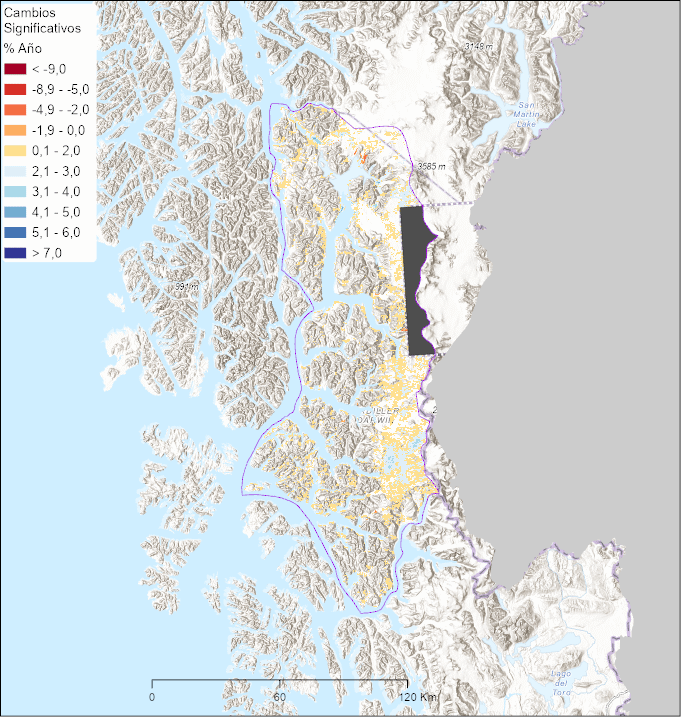 Cambios
Significativos
% Año
< -9,0
-8,9 - -5,0
-4,9 - -2,0
-1,9 - 0,0
0,1 - 2,0
2,1 - 3,0
3,1 - 4,0
4,1 - 5,0
5,1 - 6,0
> 7,0
3148 m
San
Martin
Lake
3585 m
991 m
2
Lago
del
Toro
0
60
120 Km